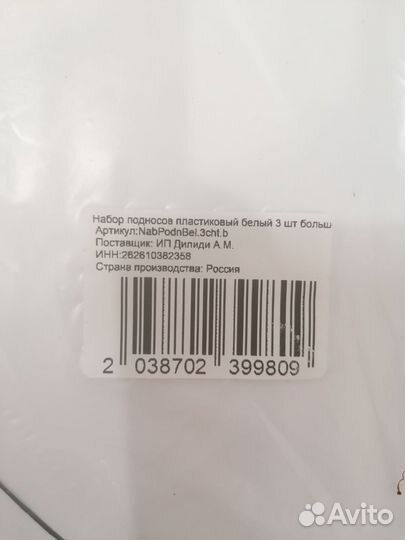 Набор подносов пластиковый белый 3 шт больш
Артикул:NabPodnBel.3cht.b
Поставщик: ИП Дилиди А.М.
ИНН:262610382358
Страна производства: Россия
2 038702 399809
Avito